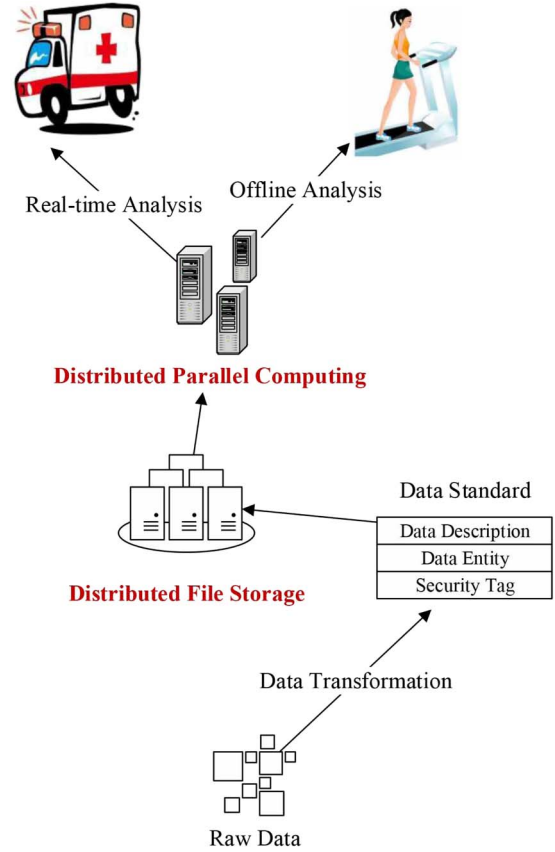 Real-time Analysis
Offline Analysis
Distributed Parallel Computing
Data Standard
Data Description
Data Entity
Security Tag
Distributed File Storage
Data Transformation
Raw Data